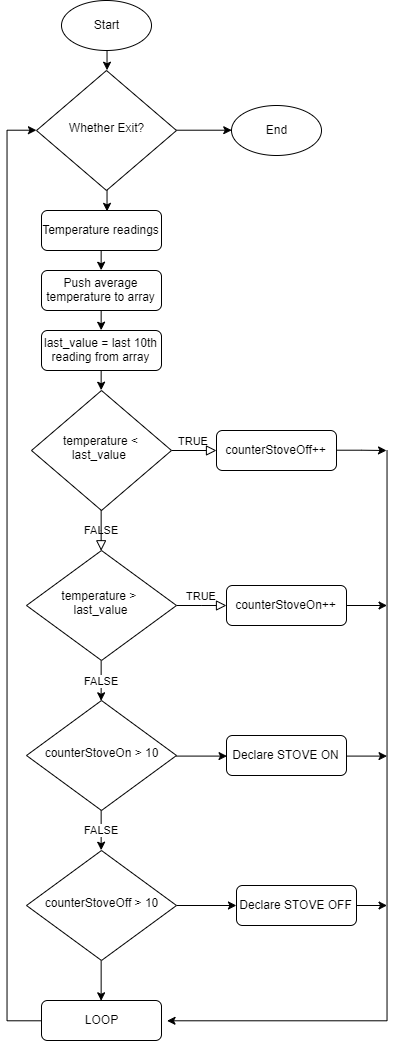 Start
Whether Exit?
End
Temperature readings
Push average
temperature to array
last_value = last 10th
reading from array
temperature <
last_value
TRUE
counterStoveOff++
FALSE
temperature >
last_value
TRUE
counterStoveOn++
FALSE
counterStoveOn > 10
Declare STOVE ON
FALSE
counterStoveOff > 10
Declare STOVE OFF
LOOP